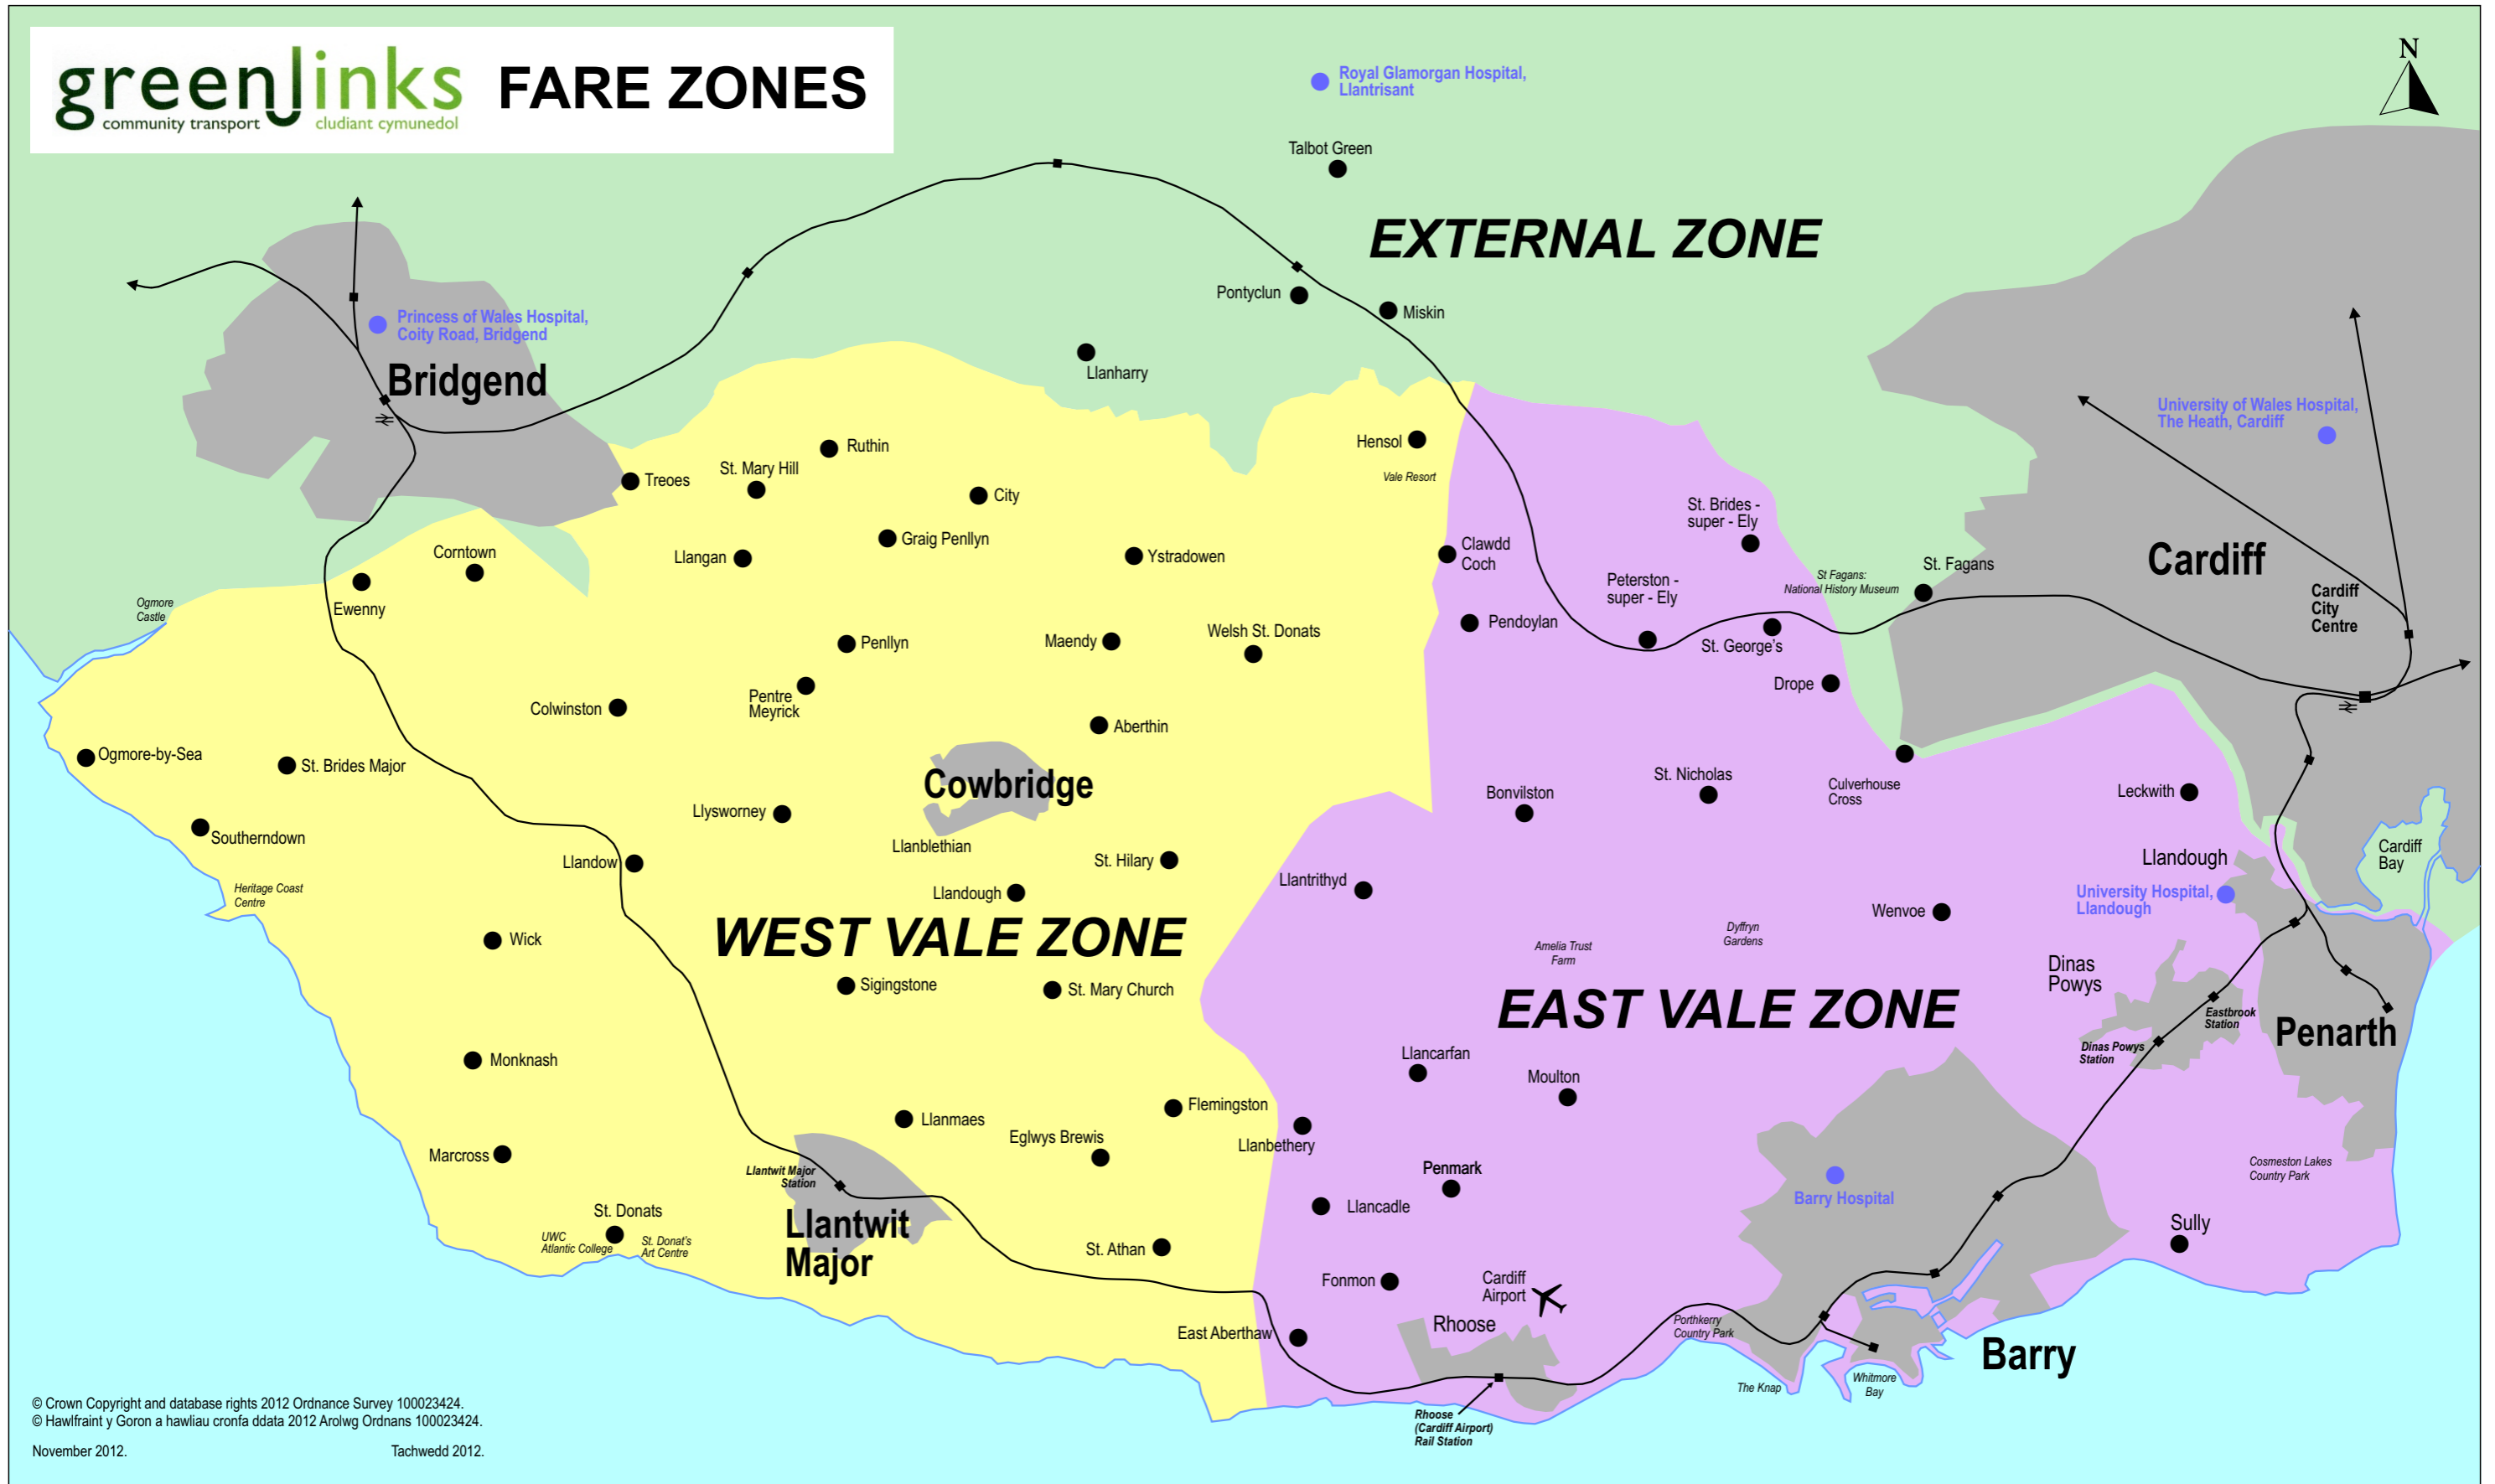 greenlinks
community transport
cludiant cymunedol
FARE ZONES
N
Royal Glamorgan Hospital,
Llantrisant
Talbot Green
EXTERNAL ZONE
Pontyclun
Miskin
Llanharry
Princess of Wales Hospital,
Coity Road, Bridgend
Bridgend
University of Wales Hospital,
The Heath, Cardiff
Cardiff
Cardiff
City
Centre
Hensol
Vale Resort
Ruthin
St. Mary Hill
Treoes
City
Graig Penllyn
Llangan
Ystradowen
Corntown
Ewenny
Ogmore
Castle
Clawdd
Coch
St. Brides -
super - Ely
Peterston -
super - Ely
St Fagans:
National History Museum
St. Fagans
Pendoylan
St. George's
Drope
Penllyn
Maendy
Welsh St. Donats
Pentre
Meyrick
Colwinston
Aberthin
Ogmore-by-Sea
St. Brides Major
Cowbridge
Llysworney
Southerndown
Llanblethian
Llandow
St. Hilary
Llandough
Heritage Coast
Centre
WEST VALE ZONE
Wick
Sigingstone
St. Mary Church
Monknash
Flemingston
Llanmaes
Eglwys Brewis
Marcross
Llantwit Major
Station
Llantwit
Major
St. Donats
UWC
Atlantic College
St. Donat's
Art Centre
St. Athan
Bonvilston
St. Nicholas
Culverhouse
Cross
Leckwith
Cardiff
Bay
Llandough
University Hospital,
Llandough
Llantrithyd
Wenvoe
Dyffryn
Gardens
Amelia Trust
Farm
EAST VALE ZONE
Dinas
Powys
Eastbrook
Station
Dinas Powys
Station
Penarth
Llancarfan
Moulton
Llanbethery
Penmark
Llancadle
Barry Hospital
Cosmeston Lakes
Country Park
Sully
Fonmon
Cardiff
Airport
Rhoose
East Aberthaw
Porthkerry
Country Park
Barry
The Knap
Whitmore
Bay
Rhoose
(Cardiff Airport)
Rail Station
© Crown Copyright and database rights 2012 Ordnance Survey 100023424.
© Hawlfraint y Goron a hawliau cronfa ddata 2012 Arolwg Ordnans 100023424.
November 2012.
Tachwedd 2012.